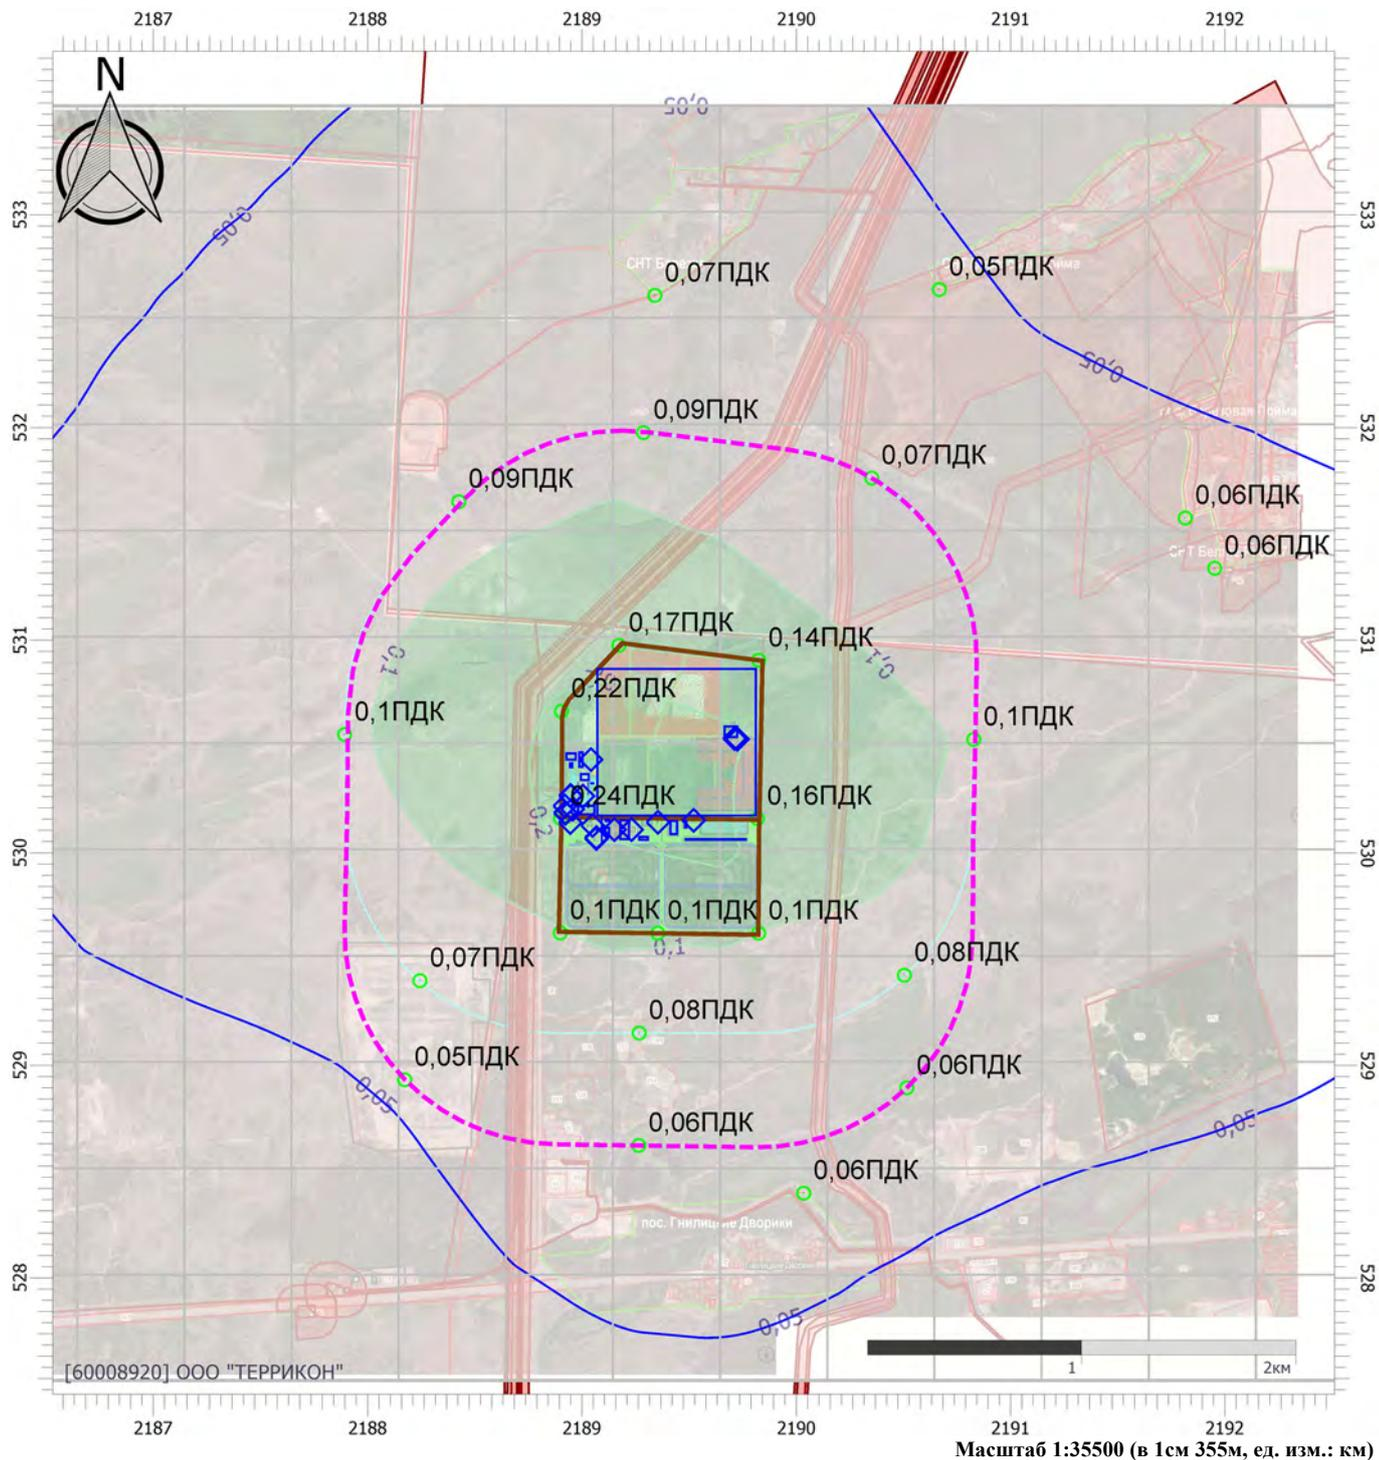 2187 2188 2189 2190 2191 2192
N
0,05
533 533
0,05
СНТ Бе
0,07ПДК
0,05ПДК
0,05
532 532
0,09ПДК
0,07ПДК
0,09ПДК
0,06ПДК
0,06ПДК
СНТ Бе
531 531
0,17ПДК
0,14ПДК
0,1
0,1
0,22ПДК
0,1ПДК
0,1ПДК
0,24ПДК
0,16ПДК
0,2
530 530
0,1ПДК 0,1ПДК 0,1ПДК
0,1
0,07ПДК
0,08ПДК
0,08ПДК
529 529
0,05ПДК
0,06ПДК
0,05
0,06ПДК
0,05
0,06ПДК
пос. Гнилицкие Дворики
528 528
0,05
[60008920] ООО "ТЕРРИКОН"
1 2км
2187 2188 2189 2190 2191 2192
Масштаб 1:35500 (в 1см 355м, ед. изм.: км)